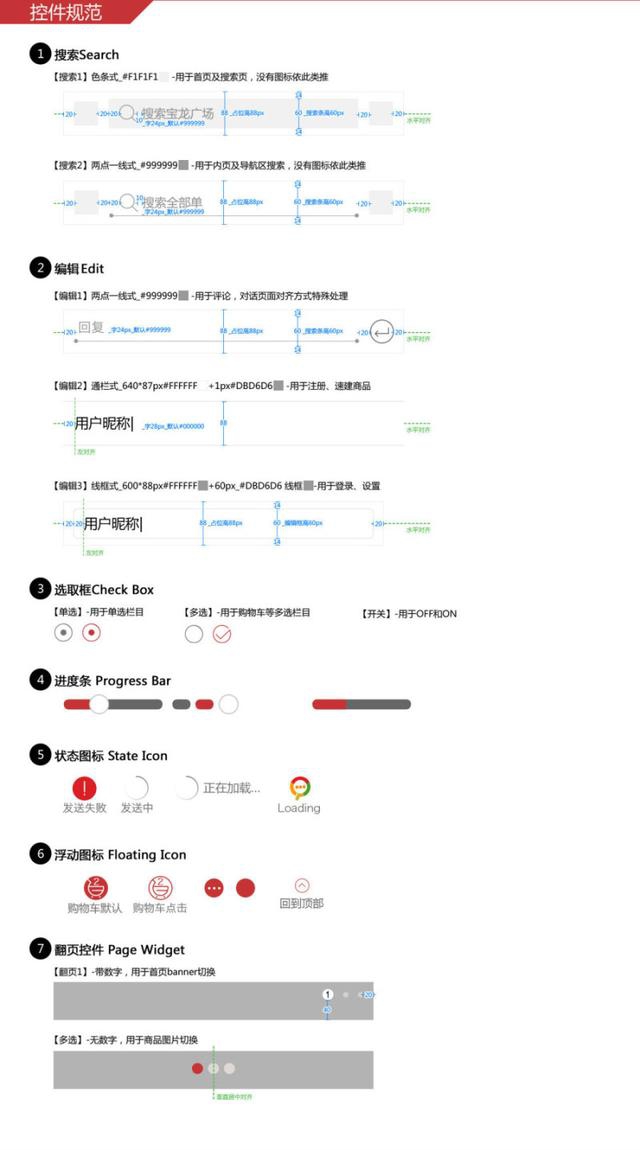 控件规范
1 搜索Search
【搜索1】色条式_#F1F1F1 -用于首页及搜索页，没有图标依此类推
14
20 20 20 搜索宝龙广场 88_占位高88px 60_搜索条高60px 20 20
10 _字24px_默认#999999
水平对齐
14
【搜索2】两点一线式_#999999 -用于内页及导航区搜索，没有图标依此类推
14
20 20 20 10 搜索全部单 88_占位高88px 60_搜索条高60px 20 20
_字24px_默认#999999
水平对齐
14
2 编辑Edit
【编辑1】两点一线式_#999999 -用于评论，对话页面对齐方式特殊处理
14
20 回复 _字24px_默认#999999 88_占位高88px 60_搜索条高60px 20 20
水平对齐
14
【编辑2】通栏式_640*87px#FFFFFF +1px#DBD6D6 -用于注册、速建商品
20 用户昵称 _字28px_默认#000000 88
水平对齐
左对齐
【编辑3】线框式_600*88px#FFFFFF +60px_#DBD6D6 线框 -用于登录、设置
14
20 20 用户昵称 88_占位高88px 60_编辑框高60px 20
水平对齐
14
左对齐
3 选取框Check Box
【单选】-用于单选栏目 【多选】-用于购物车等多选栏目 【开关】-用于OFF和ON
4 进度条 Progress Bar
5 状态图标 State Icon
正在加载...
发送失败 发送中 Loading
6 浮动图标 Floating Icon
2 2
购物车默认 购物车点击 回到顶部
7 翻页控件 Page Widget
【翻页1】-带数字，用于首页banner切换
1 20
40
【多选】-无数字，用于商品图片切换
垂直居中对齐